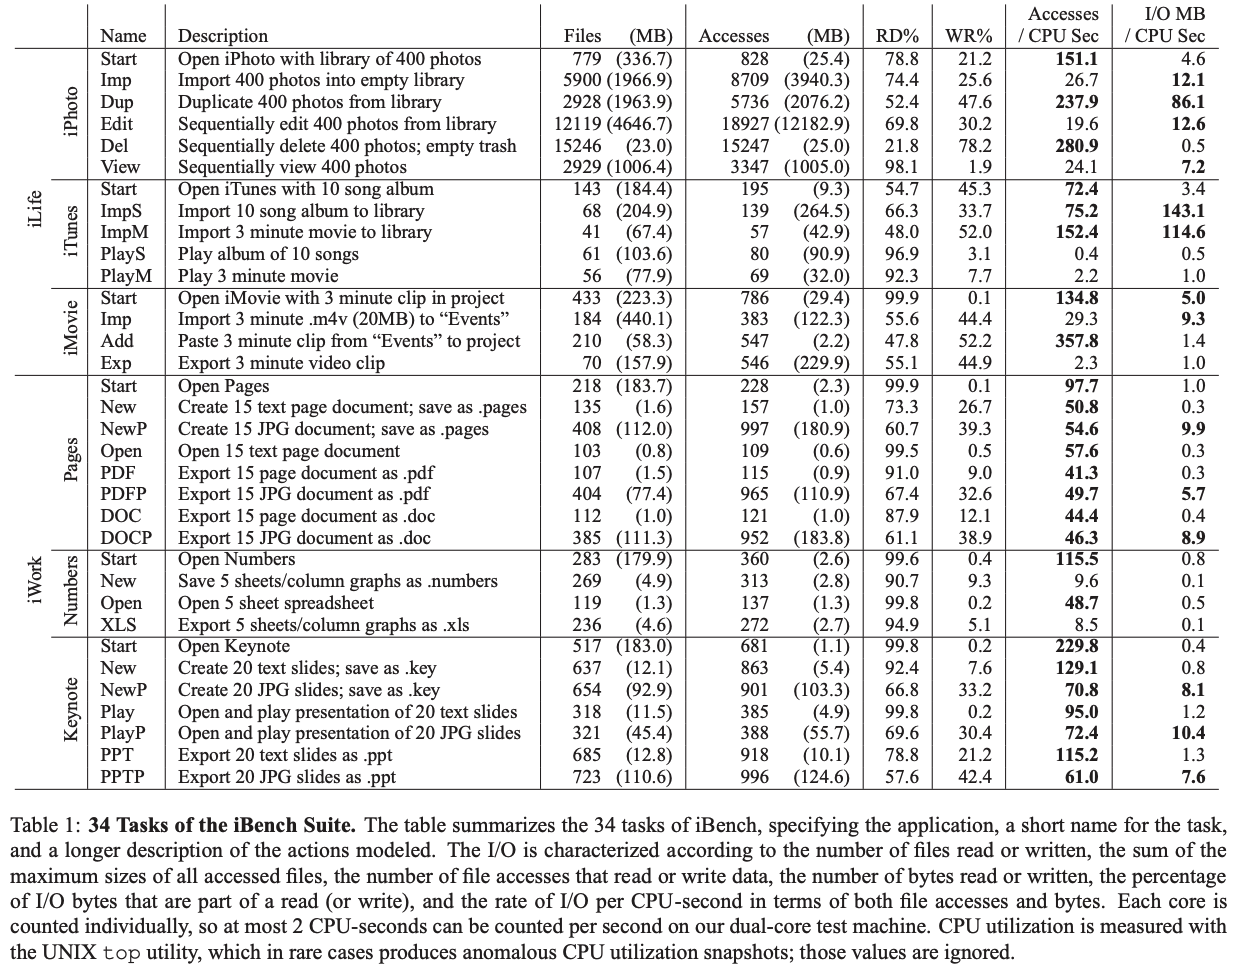 Accesses I/O MB
Name Description Files (MB) Accesses (MB) RD% WR% / CPU Sec / CPU Sec
iLife
iPhoto
Start Open iPhoto with library of 400 photos 779 (336.7) 828 (25.4) 78.8 21.2 151.1 4.6
Imp Import 400 photos into empty library 5900 (1966.9) 8709 (3940.3) 74.4 25.6 26.7 12.1
Dup Duplicate 400 photos from library 2928 (1963.9) 5736 (2076.2) 52.4 47.6 237.9 86.1
Edit Sequentially edit 400 photos from library 12119 (4646.7) 18927 (12182.9) 69.8 30.2 19.6 12.6
Del Sequentially delete 400 photos; empty trash 15246 (23.0) 15247 (25.0) 21.8 78.2 280.9 0.5
View Sequentially view 400 photos 2929 (1006.4) 3347 (1005.0) 98.1 1.9 24.1 7.2
iTunes
Start Open iTunes with 10 song album 143 (184.4) 195 (9.3) 54.7 45.3 72.4 3.4
ImpS Import 10 song album to library 68 (204.9) 139 (264.5) 66.3 33.7 75.2 143.1
ImpM Import 3 minute movie to library 41 (67.4) 57 (42.9) 48.0 52.0 152.4 114.6
PlayS Play album of 10 songs 61 (103.6) 80 (90.9) 96.9 3.1 0.4 0.5
PlayM Play 3 minute movie 56 (77.9) 69 (32.0) 92.3 7.7 2.2 1.0
iMovie
Start Open iMovie with 3 minute clip in project 433 (223.3) 786 (29.4) 99.9 0.1 134.8 5.0
Imp Import 3 minute .m4v (20MB) to “Events” 184 (440.1) 383 (122.3) 55.6 44.4 29.3 9.3
Add Paste 3 minute clip from “Events” to project 210 (58.3) 547 (2.2) 47.8 52.2 357.8 1.4
Exp Export 3 minute video clip 70 (157.9) 546 (229.9) 55.1 44.9 2.3 1.0
iWork
Pages
Start Open Pages 218 (183.7) 228 (2.3) 99.9 0.1 97.7 1.0
New Create 15 text page document; save as .pages 135 (1.6) 157 (1.0) 73.3 26.7 50.8 0.3
NewP Create 15 JPG document; save as .pages 408 (112.0) 997 (180.9) 60.7 39.3 54.6 9.9
Open Open 15 text page document 103 (0.8) 109 (0.6) 99.5 0.5 57.6 0.3
PDF Export 15 page document as .pdf 107 (1.5) 115 (0.9) 91.0 9.0 41.3 0.3
PDFP Export 15 JPG document as .pdf 404 (77.4) 965 (110.9) 67.4 32.6 49.7 5.7
DOC Export 15 page document as .doc 112 (1.0) 121 (1.0) 87.9 12.1 44.4 0.4
DOCP Export 15 JPG document as .doc 385 (111.3) 952 (183.8) 61.1 38.9 46.3 8.9
Numbers
Start Open Numbers 283 (179.9) 360 (2.6) 99.6 0.4 115.5 0.8
New Save 5 sheets/column graphs as .numbers 269 (4.9) 313 (2.8) 90.7 9.3 9.6 0.1
Open Open 5 sheet spreadsheet 119 (1.3) 137 (1.3) 99.8 0.2 48.7 0.5
XLS Export 5 sheets/column graphs as .xls 236 (4.6) 272 (2.7) 94.9 5.1 8.5 0.1
Keynote
Start Open Keynote 517 (183.0) 681 (1.1) 99.8 0.2 229.8 0.4
New Create 20 text slides; save as .key 637 (12.1) 863 (5.4) 92.4 7.6 129.1 0.8
NewP Create 20 JPG slides; save as .key 654 (92.9) 901 (103.3) 66.8 33.2 70.8 8.1
Play Open and play presentation of 20 text slides 318 (11.5) 385 (4.9) 99.8 0.2 95.0 1.2
PlayP Open and play presentation of 20 JPG slides 321 (45.4) 388 (55.7) 69.6 30.4 72.4 10.4
PPT Export 20 text slides as .ppt 685 (12.8) 918 (10.1) 78.8 21.2 115.2 1.3
PPTP Export 20 JPG slides as .ppt 723 (110.6) 996 (124.6) 57.6 42.4 61.0 7.6
Table 1: 34 Tasks of the iBench Suite. The table summarizes the 34 tasks of iBench, specifying the application, a short name for the task,
and a longer description of the actions modeled. The I/O is characterized according to the number of files read or written, the sum of the
maximum sizes of all accessed files, the number of file accesses that read or write data, the number of bytes read or written, the percentage
of I/O bytes that are part of a read (or write), and the rate of I/O per CPU-second in terms of both file accesses and bytes. Each core is
counted individually, so at most 2 CPU-seconds can be counted per second on our dual-core test machine. CPU utilization is measured with
the UNIX top utility, which in rare cases produces anomalous CPU utilization snapshots; those values are ignored.